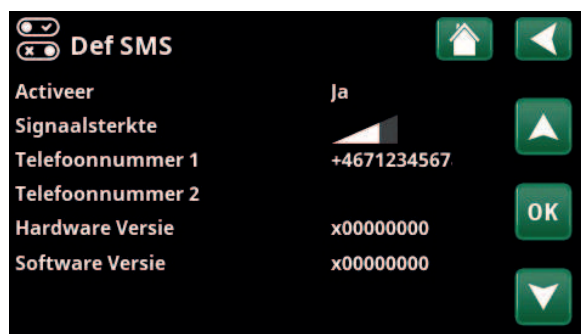 Def SMS
Activeer Ja
Signaalsterkte
Telefoonnummer 1 +4671234567
Telefoonnummer 2
Hardware Versie x00000000
OK
Software Versie x00000000